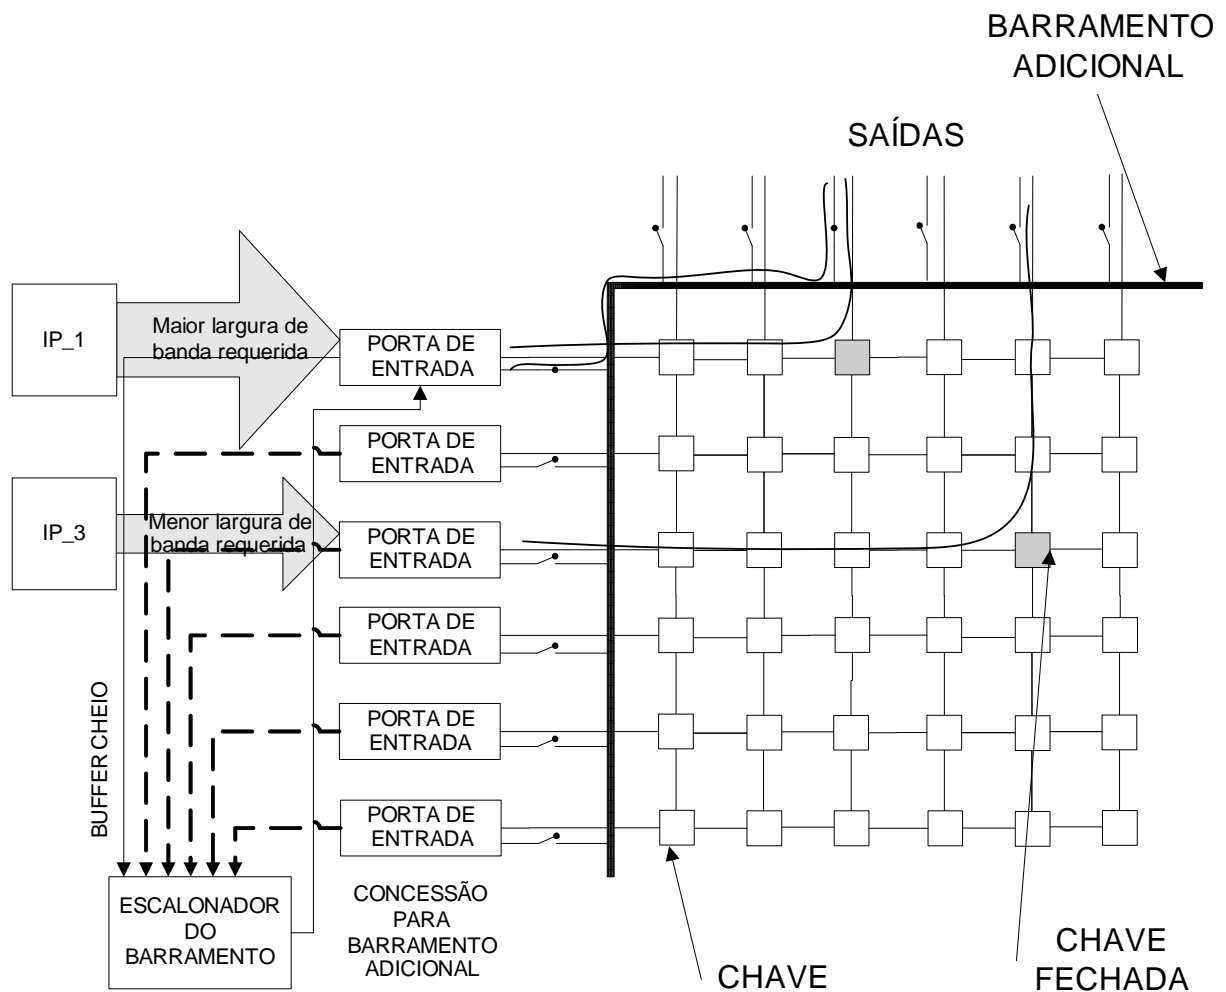 BARRAMENTO
ADICIONAL
SAÍDAS
IP_1
Maior largura de
banda requerida
PORTA DE
ENTRADA
PORTA DE
ENTRADA
IP_3
Menor largura de
banda requerida
PORTA DE
ENTRADA
PORTA DE
ENTRADA
PORTA DE
ENTRADA
BUFFER CHEIO
PORTA DE
ENTRADA
ESCALONADOR
DO
BARRAMENTO
CONCESSÃO
PARA
BARRAMENTO
ADICIONAL
CHAVE
CHAVE
FECHADA